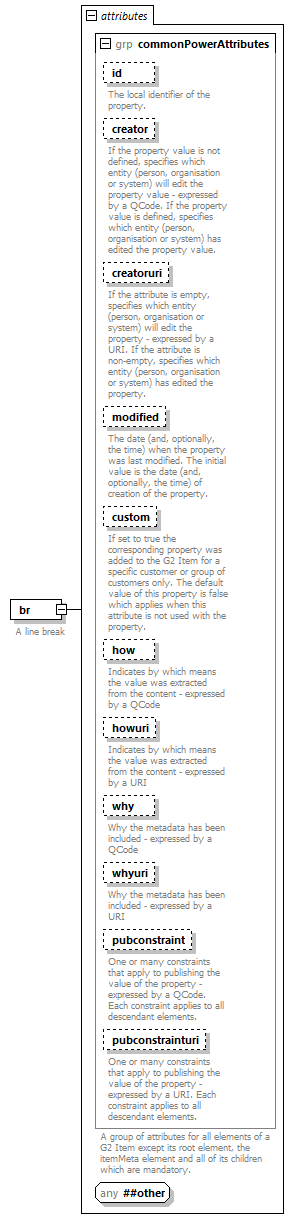 attributes
grp commonPowerAttributes
id
The local identifier of the
property.
creator
If the property value is not
defined, specifies which
entity (person, organisation
or system) will edit the
property value - expressed
by a QCode. If the property
value is defined, specifies
which entity (person,
organisation or system) has
edited the property value.
creatoruri
If the attribute is empty,
specifies which entity
(person, organisation or
system) will edit the
property - expressed by a
URI. If the attribute is
non-empty, specifies which
entity (person, organisation
or system) has edited the
property.
modified
The date (and, optionally,
the time) when the property
was last modified. The initial
value is the date (and,
optionally, the time) of
creation of the property.
custom
If set to true the
corresponding property was
added to the G2 Item for a
specific customer or group of
customers only. The default
value of this property is false
which applies when this
attribute is not used with the
property.
br
A line break
how
Indicates by which means
the value was extracted
from the content - expressed
by a QCode
howuri
Indicates by which means
the value was extracted
from the content - expressed
by a URI
why
Why the metadata has been
included - expressed by a
QCode
whyuri
Why the metadata has been
included - expressed by a
URI
pubconstraint
One or many constraints
that apply to publishing the
value of the property -
expressed by a QCode.
Each constraint applies to all
descendant elements.
pubconstrainturi
One or many constraints
that apply to publishing the
value of the property -
expressed by a URI. Each
constraint applies to all
descendant elements.
A group of attributes for all elements of a
G2 Item except its root element, the
itemMeta element and all of its children
which are mandatory.
any ##other